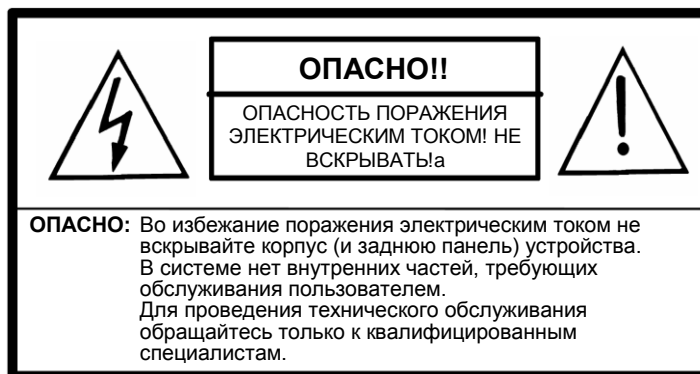 ОПАСНО!!
ОПАСНОСТЬ ПОРАЖЕНИЯ
ЭЛЕКТРИЧЕСКИМ ТОКОМ! НЕ
ВСКРЫВАТЬ!а
ОПАСНО: Во избежание поражения электрическим током не
вскрывайте корпус (и заднюю панель) устройства.
В системе нет внутренних частей, требующих
обслуживания пользователем.
Для проведения технического обслуживания
обращайтесь только к квалифицированным
специалистам.